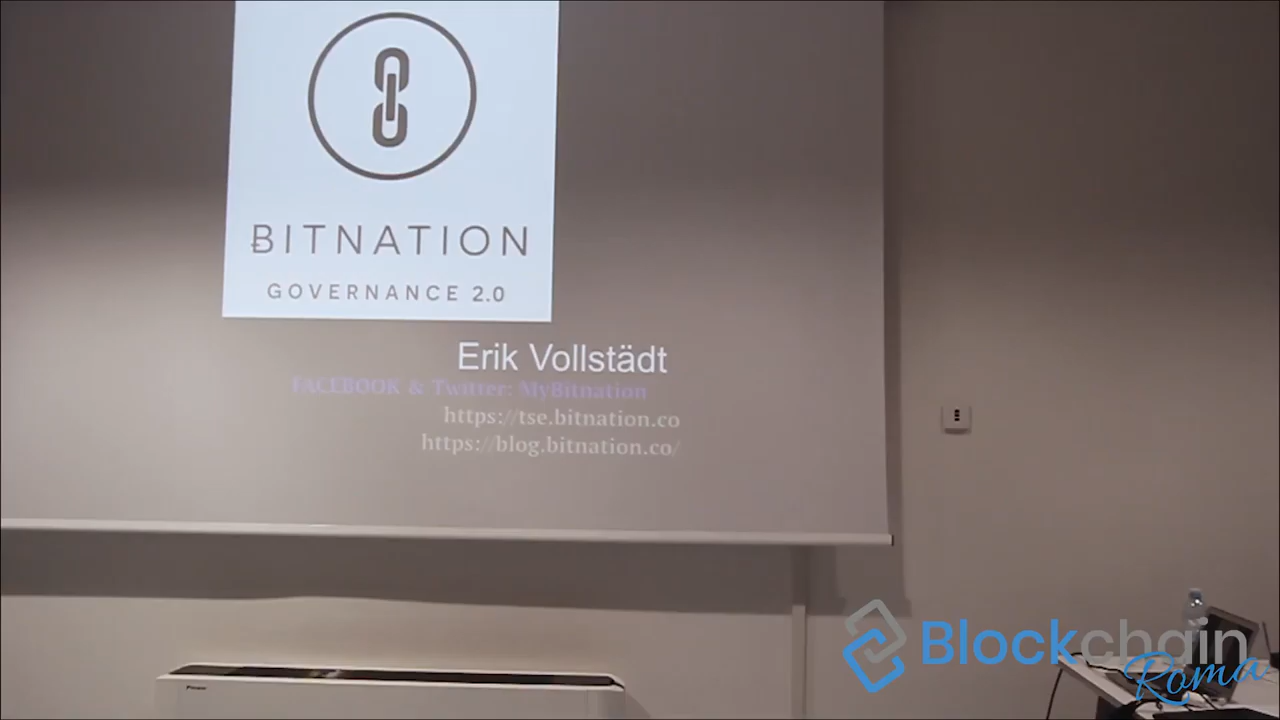 BITNATION
GOVERNANCE 2.0
Erik Vollstädt
FACEBOOK & Twitter: MyBitnation
https://tse.bitnation.co
https://blog.bitnation.co/
Blockchain
Roma